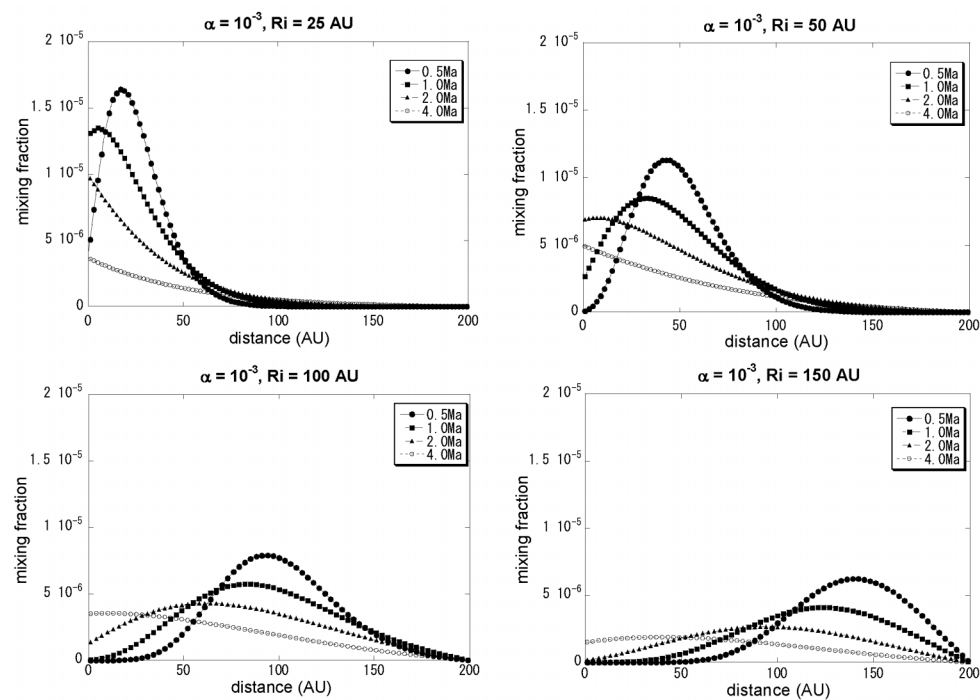 α = 10⁻³, Ri = 25 AU
2 10⁻⁵
1.5 10⁻⁵
1 10⁻⁵
5 10⁻⁶
0
mixing fraction
0.5Ma
1.0Ma
2.0Ma
4.0Ma
0 50 100 150 200
distance (AU)
α = 10⁻³, Ri = 50 AU
2 10⁻⁵
1.5 10⁻⁵
1 10⁻⁵
5 10⁻⁶
0
mixing fraction
0.5Ma
1.0Ma
2.0Ma
4.0Ma
0 50 100 150 200
distance (AU)
α = 10⁻³, Ri = 100 AU
2 10⁻⁵
1.5 10⁻⁵
1 10⁻⁵
5 10⁻⁶
0
mixing fraction
0.5Ma
1.0Ma
2.0Ma
4.0Ma
0 50 100 150 200
distance (AU)
α = 10⁻³, Ri = 150 AU
2 10⁻⁵
1.5 10⁻⁵
1 10⁻⁵
5 10⁻⁶
0
mixing fraction
0.5Ma
1.0Ma
2.0Ma
4.0Ma
0 50 100 150 200
distance (AU)